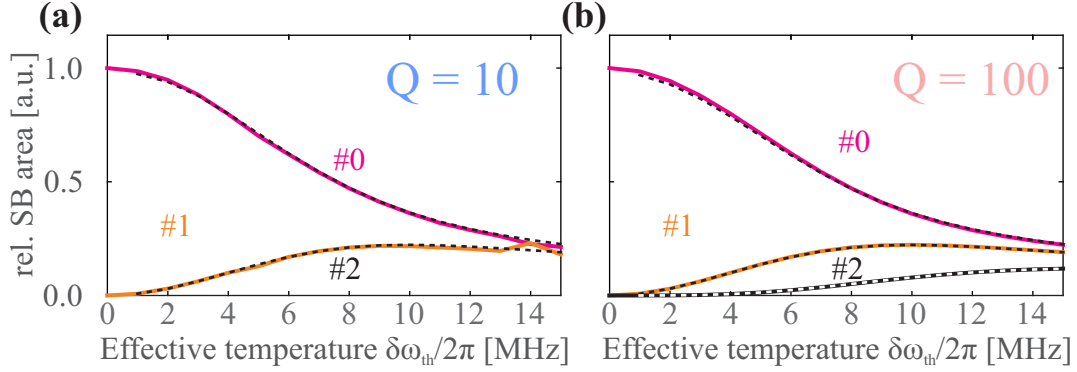 (a)
(b)
rel. SB area [a.u.]
1.0
0.5
0.0
Q = 10
#0
#1
#2
0 2 4 6 8 10 12 14
Effective temperature δω_th/2π [MHz]
Q = 100
#0
#1
#2
0 2 4 6 8 10 12 14
Effective temperature δω_th/2π [MHz]